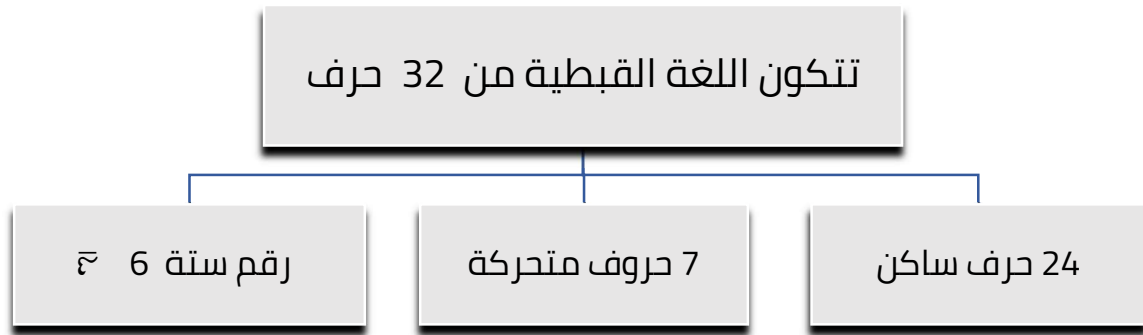 تتكون اللغة القبطية من 32 حرف
24 حرف ساكن
7 حروف متحركة
رقم ستة 6 ⲋ̅